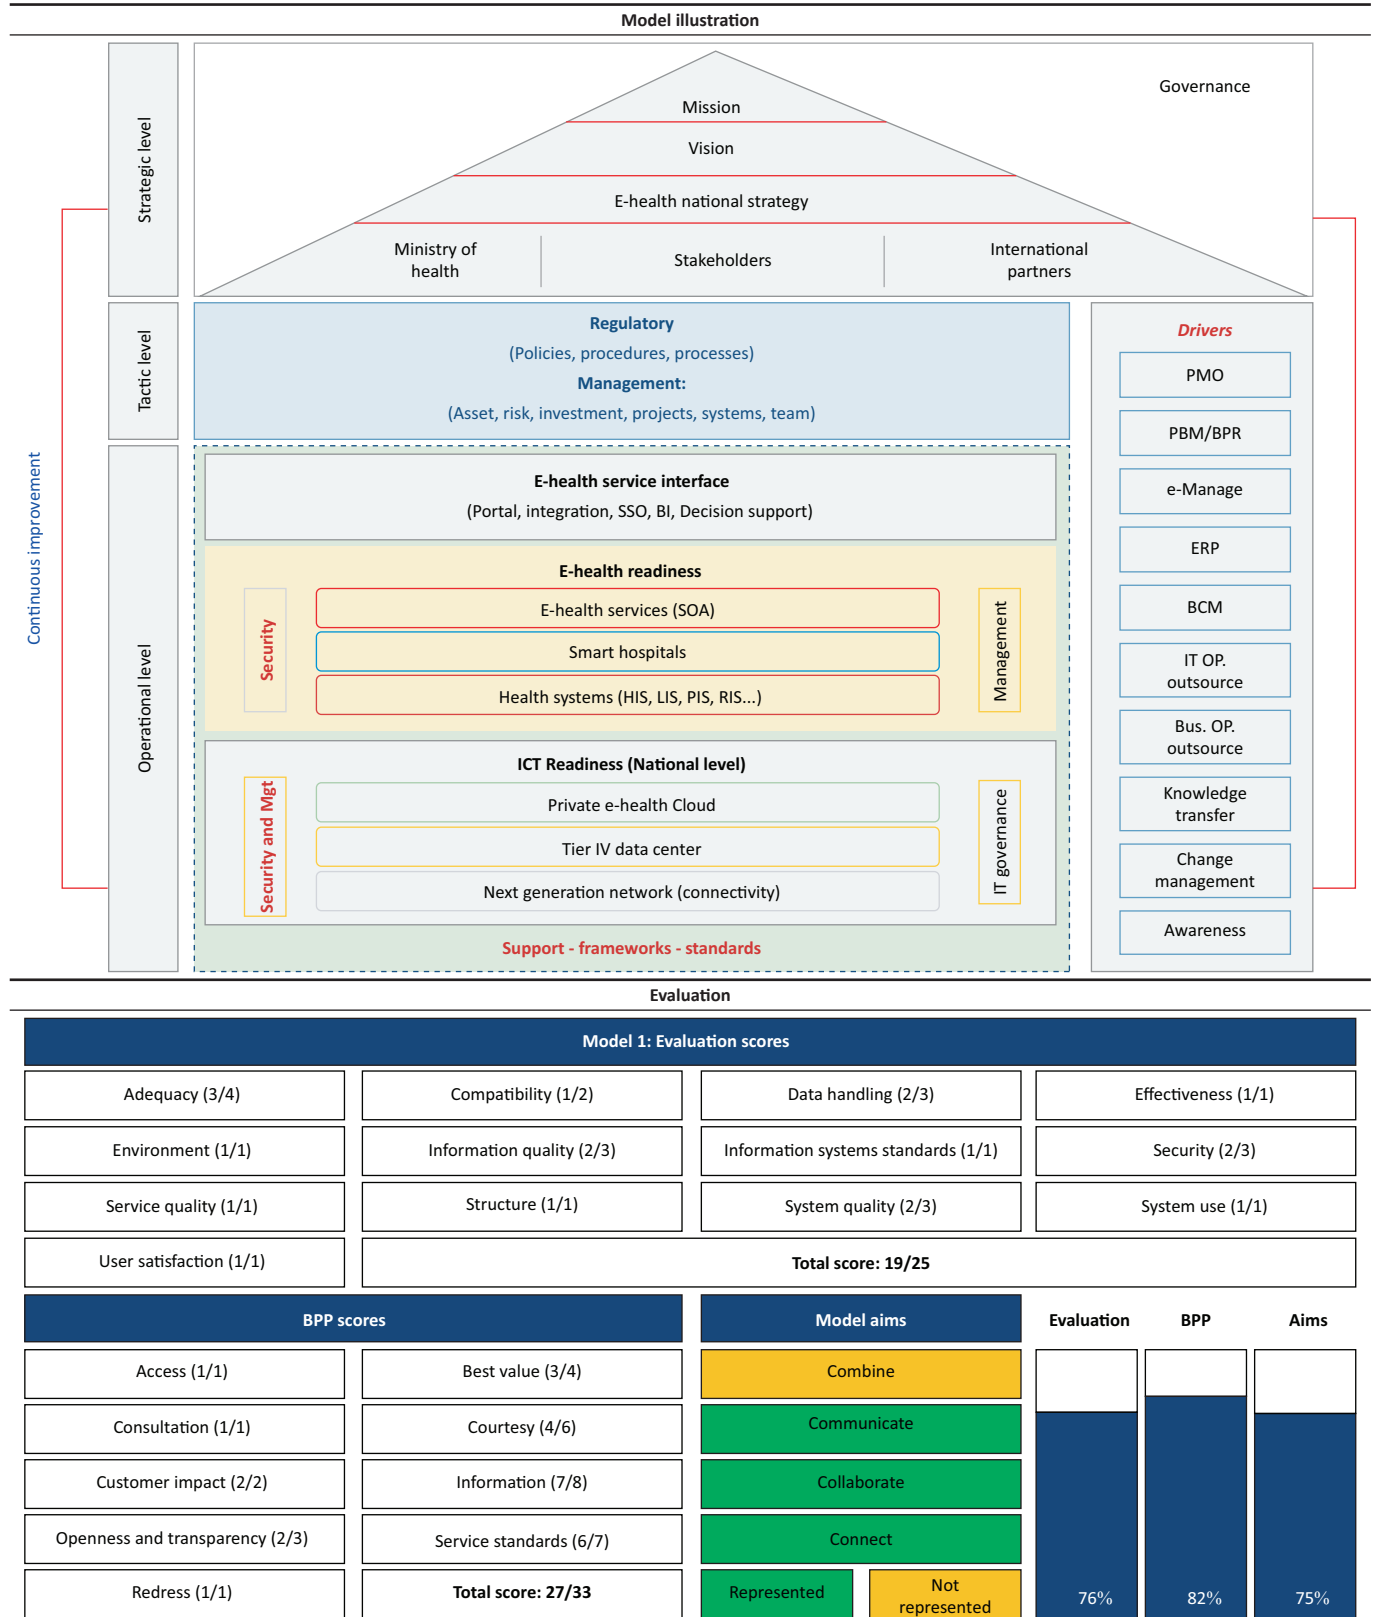 Model illustration
Strategic level
Governance
Mission
Vision
E-health national strategy
Ministry of
health
Stakeholders
International
partners
Tactic level
Regulatory
(Policies, procedures, processes)
Management:
(Asset, risk, investment, projects, systems, team)
Continuous improvement
Operational level
E-health service interface
(Portal, integration, SSO, BI, Decision support)
E-health readiness
Security
E-health services (SOA)
Smart hospitals
Health systems (HIS, LIS, PIS, RIS...)
Management
ICT Readiness (National level)
Security and Mgt
Private e-health Cloud
Tier IV data center
Next generation network (connectivity)
IT governance
Support - frameworks - standards
Drivers
PMO
PBM/BPR
e-Manage
ERP
BCM
IT OP.
outsource
Bus. OP.
outsource
Knowledge
transfer
Change
management
Awareness
Evaluation
Model 1: Evaluation scores
Adequacy (3/4)
Compatibility (1/2)
Data handling (2/3)
Effectiveness (1/1)
Environment (1/1)
Information quality (2/3)
Information systems standards (1/1)
Security (2/3)
Service quality (1/1)
Structure (1/1)
System quality (2/3)
System use (1/1)
User satisfaction (1/1)
Total score: 19/25
BPP scores
Access (1/1)
Best value (3/4)
Consultation (1/1)
Courtesy (4/6)
Customer impact (2/2)
Information (7/8)
Openness and transparency (2/3)
Service standards (6/7)
Redress (1/1)
Total score: 27/33
Model aims
Combine
Communicate
Collaborate
Connect
Represented
Not
represented
Evaluation
BPP
Aims
76%
82%
75%